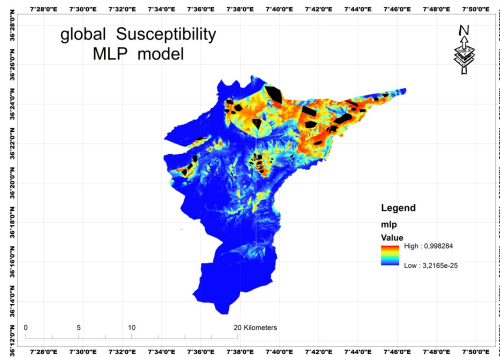 7°28'0"E 7°30'0"E 7°32'0"E 7°34'0"E 7°36'0"E 7°38'0"E 7°40'0"E 7°42'0"E 7°44'0"E 7°46'0"E 7°48'0"E 7°50'0"E
global Susceptibility
MLP model
N
36°28'0"N
36°26'0"N
36°24'0"N
36°22'0"N
36°20'0"N
36°18'0"N
36°16'0"N
36°14'0"N
36°12'0"N
Legend
mlp
Value
High : 0,998284
Low : 3,2165e-25
0 5 10 20 Kilometers
7°28'0"E 7°30'0"E 7°32'0"E 7°34'0"E 7°36'0"E 7°38'0"E 7°40'0"E 7°42'0"E 7°44'0"E 7°46'0"E 7°48'0"E 7°50'0"E